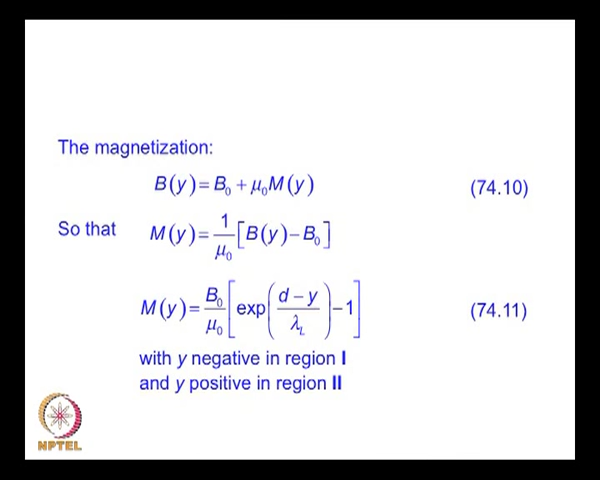 The magnetization:
B(y) = B₀ + μ₀M(y) (74.10)
So that M(y) = 1/μ₀ [B(y) − B₀]
M(y) = B₀/μ₀ [exp((d − y)/λ_L) − 1] (74.11)
with y negative in region I
and y positive in region II
NPTEL